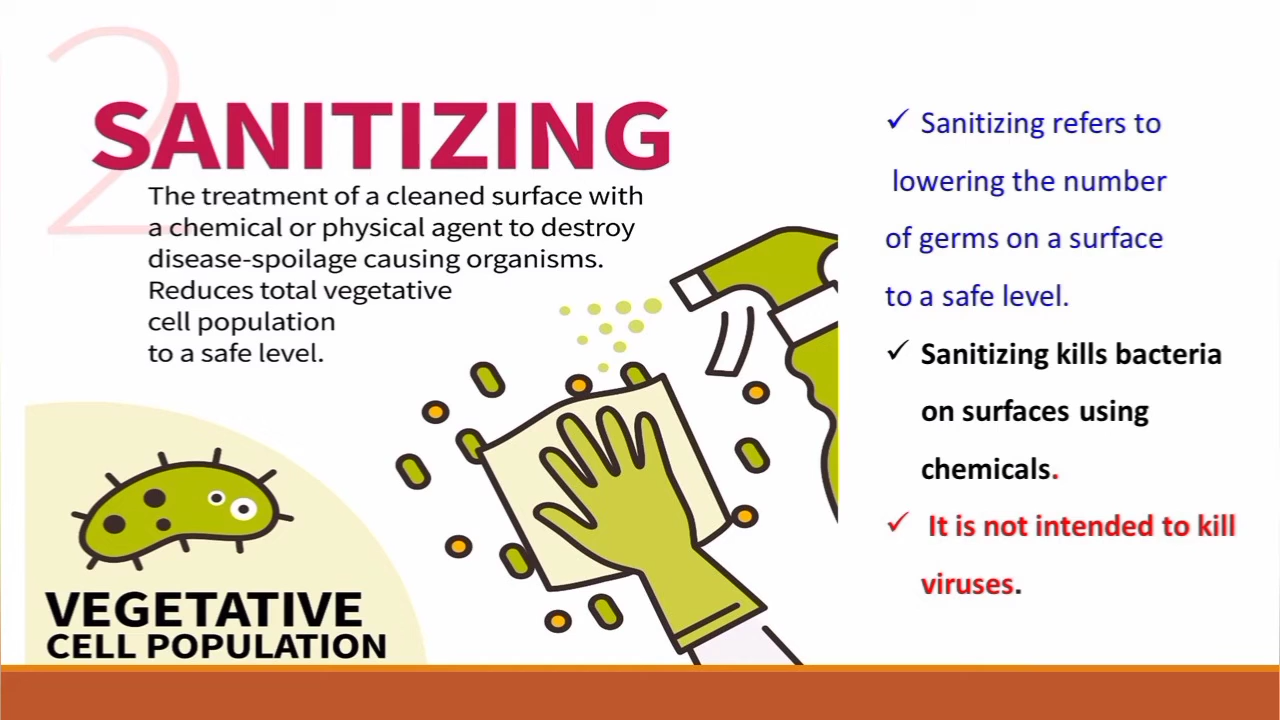 2
SANITIZING
The treatment of a cleaned surface with
a chemical or physical agent to destroy
disease-spoilage causing organisms.
Reduces total vegetative
cell population
to a safe level.
VEGETATIVE
CELL POPULATION
✓ Sanitizing refers to
lowering the number
of germs on a surface
to a safe level.
✓ Sanitizing kills bacteria
on surfaces using
chemicals.
✓ It is not intended to kill
viruses.